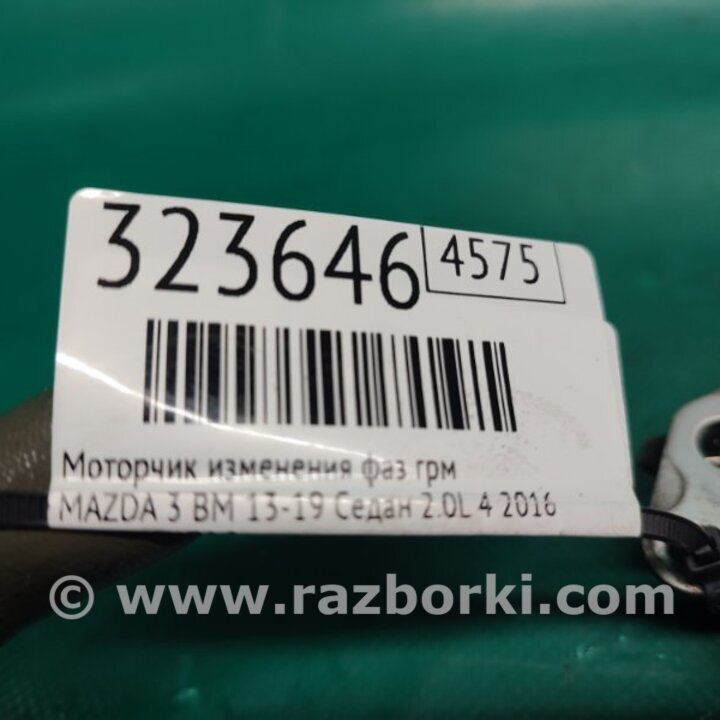 323646 4575
Моторчик изменения фаз грм
MAZDA 3 BM 13-19 Седан 2.0L 4 2016
© www.razborki.com